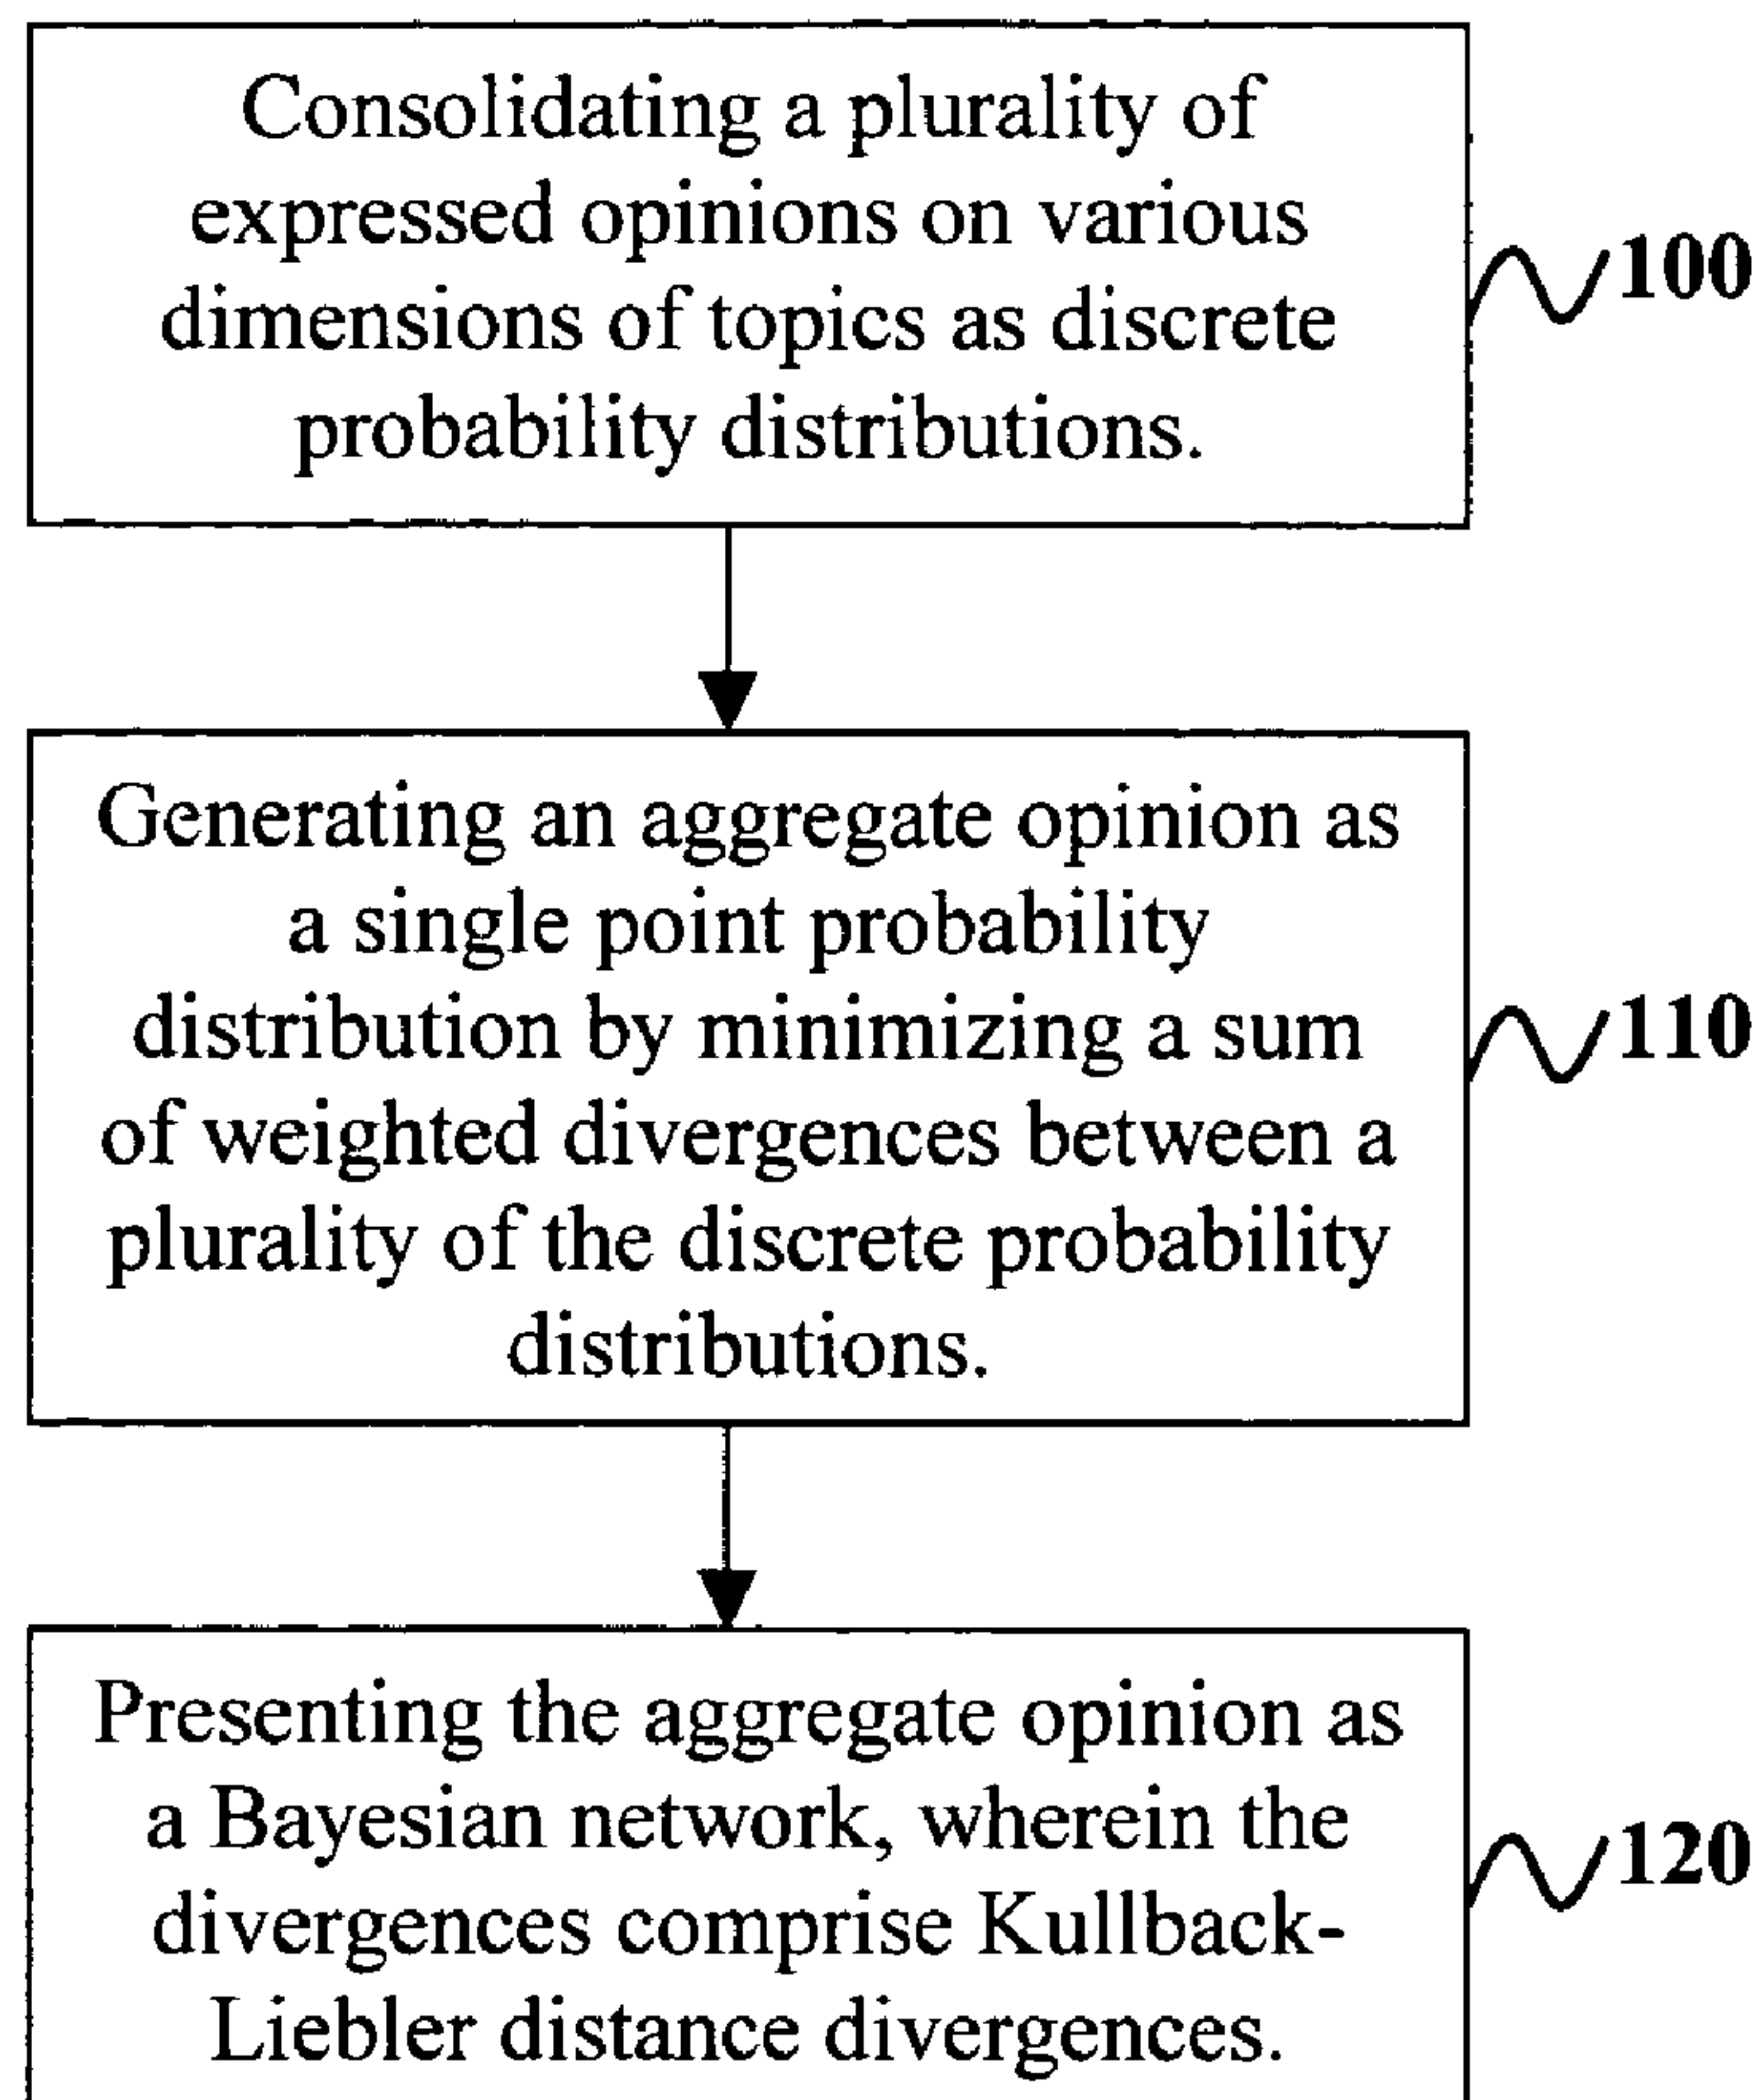 Consolidating a plurality of
expressed opinions on various
dimensions of topics as discrete
probability distributions.
100
Generating an aggregate opinion as
a single point probability
distribution by minimizing a sum
of weighted divergences between a
plurality of the discrete probability
distributions.
110
Presenting the aggregate opinion as
a Bayesian network, wherein the
divergences comprise Kullback-
Liebler distance divergences.
120